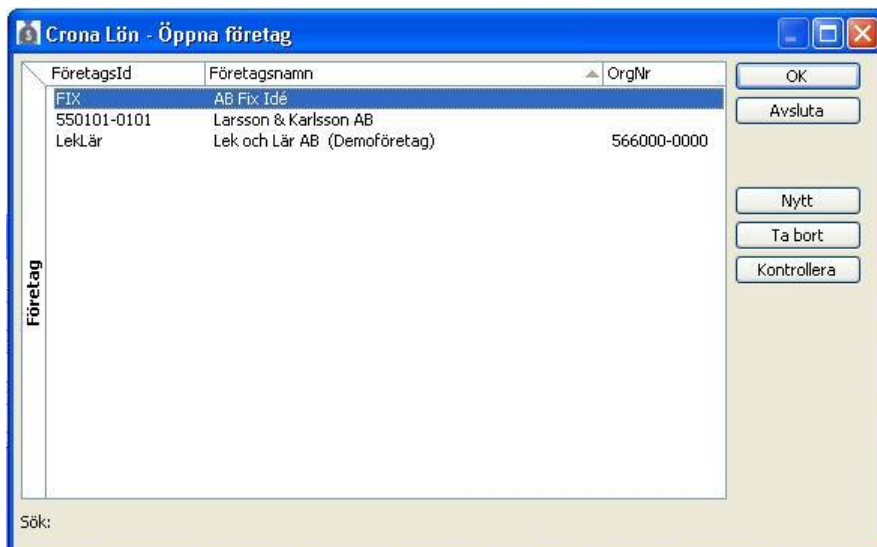 Crona Lön - Öppna företag
FöretagsId Företagsnamn OrgNr
FIX AB Fix Idé
550101-0101 Larsson & Karlsson AB
LekLär Lek och Lär AB (Demoföretag) 566000-0000
Företag
OK
Avsluta
Nytt
Ta bort
Kontrollera
Sök: